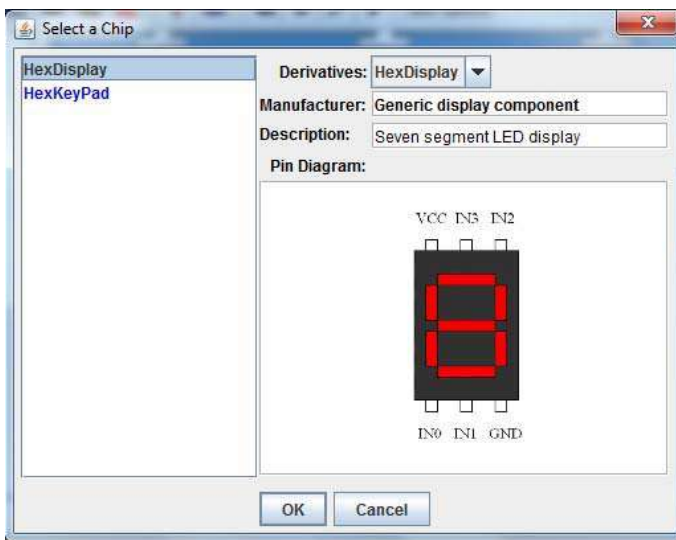 Select a Chip
HexDisplay
HexKeyPad
Derivatives: HexDisplay
Manufacturer: Generic display component
Description: Seven segment LED display
Pin Diagram:
VCC IN3 IN2
IN0 IN1 GND
OK Cancel